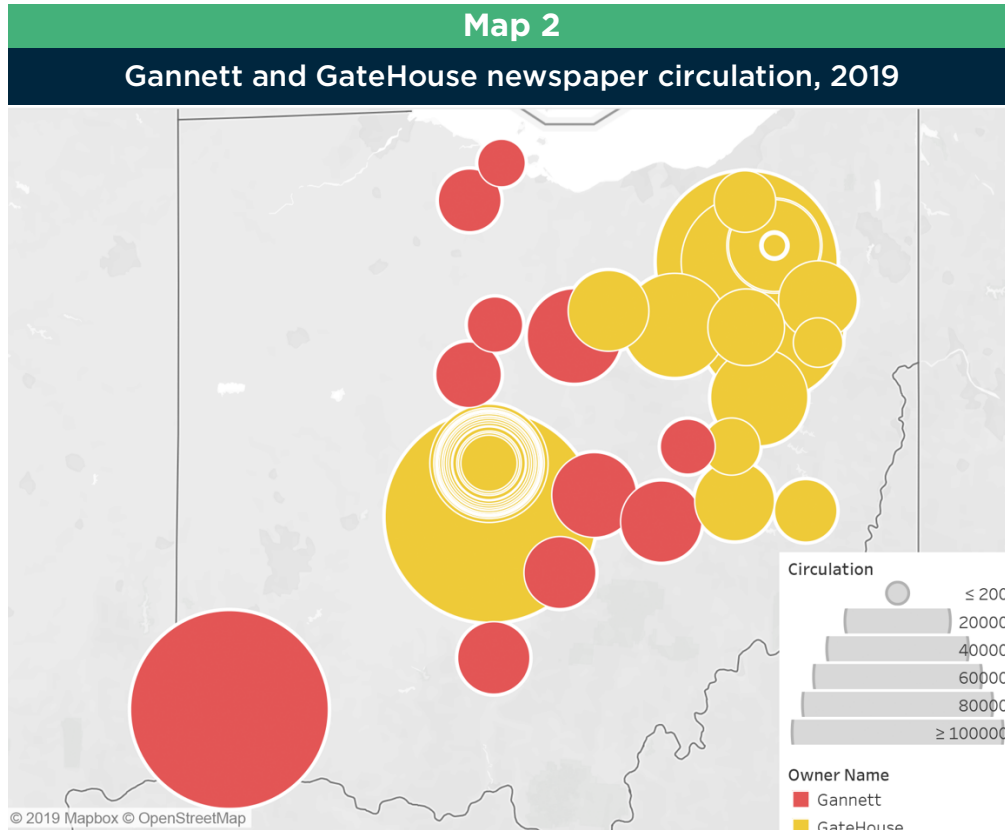 Map 2
Gannett and GateHouse newspaper circulation, 2019
Circulation
≤ 200
20000
40000
60000
80000
≥ 100000
Owner Name
Gannett
GateHouse
© 2019 Mapbox © OpenStreetMap